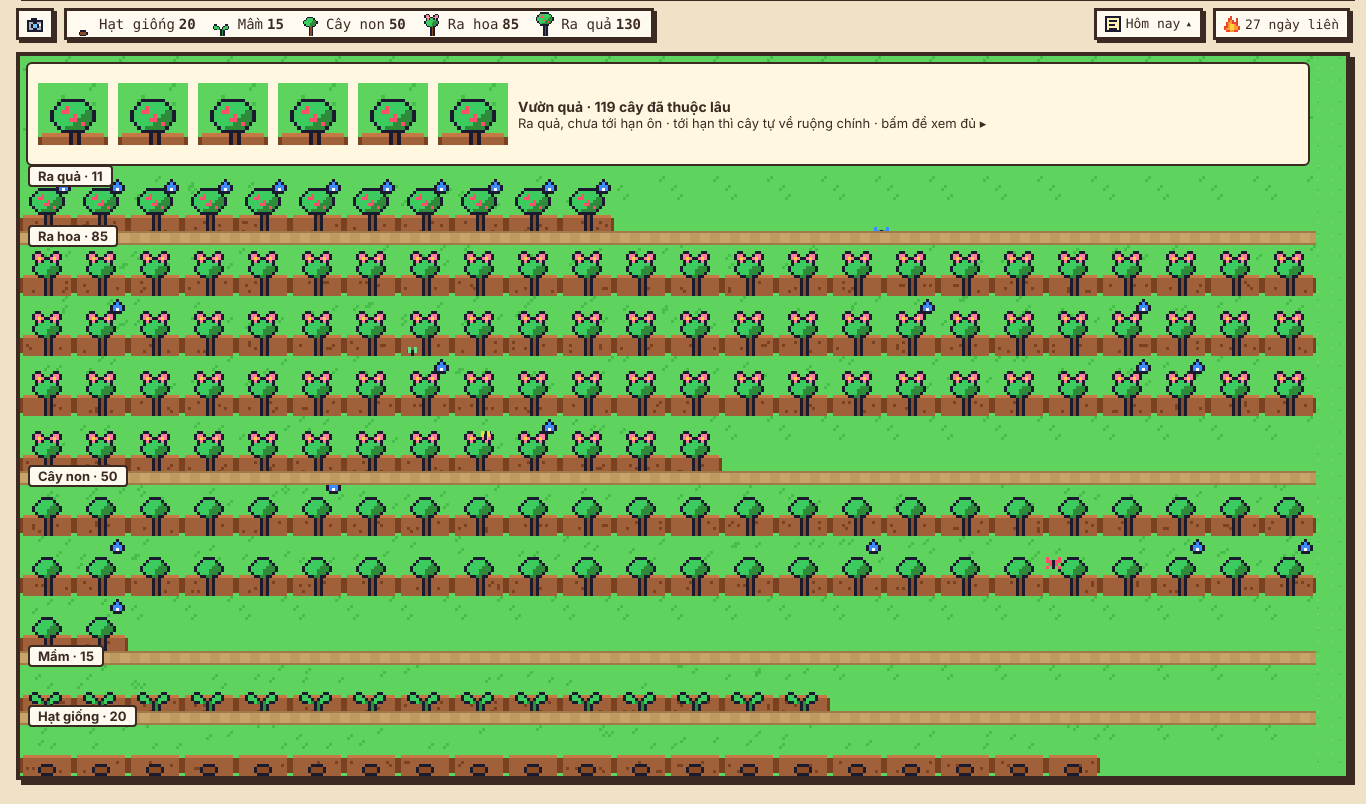 Hạt giống 20 Mầm 15 Cây non 50 Ra hoa 85 Ra quả 130
Hôm nay ▴
27 ngày liền
Vườn quả · 119 cây đã thuộc lâu
Ra quả, chưa tới hạn ôn · tới hạn thì cây tự về ruộng chính · bấm để xem đủ ▸
Ra quả · 11
Ra hoa · 85
Cây non · 50
Mầm · 15
Hạt giống · 20